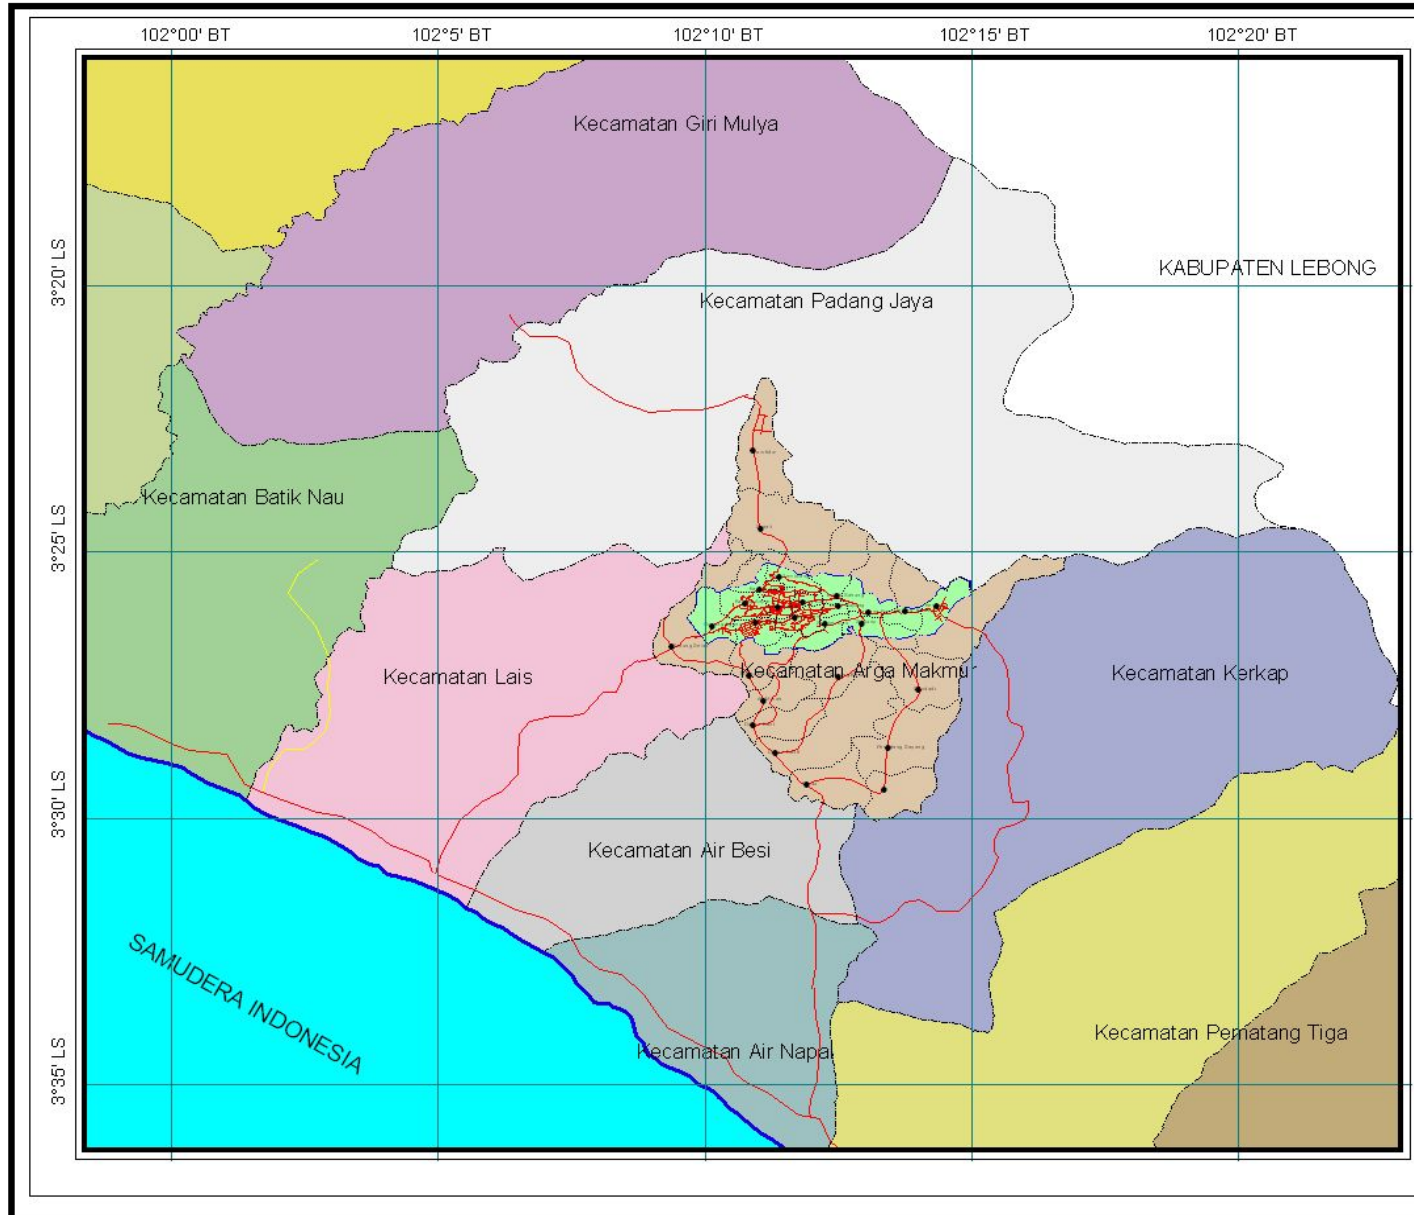 102°00' BT
102°5' BT
102°10' BT
102°15' BT
102°20' BT
Kecamatan Giri Mulya
3°20' LS
KABUPATEN LEBONG
Kecamatan Padang Jaya
Kecamatan Batik Nau
3°25' LS
Kecamatan Lais
Kecamatan Arga Makmur
Kecamatan Kerkap
3°30' LS
Kecamatan Air Besi
SAMUDERA INDONESIA
Kecamatan Air Napal
Kecamatan Pematang Tiga
3°35' LS